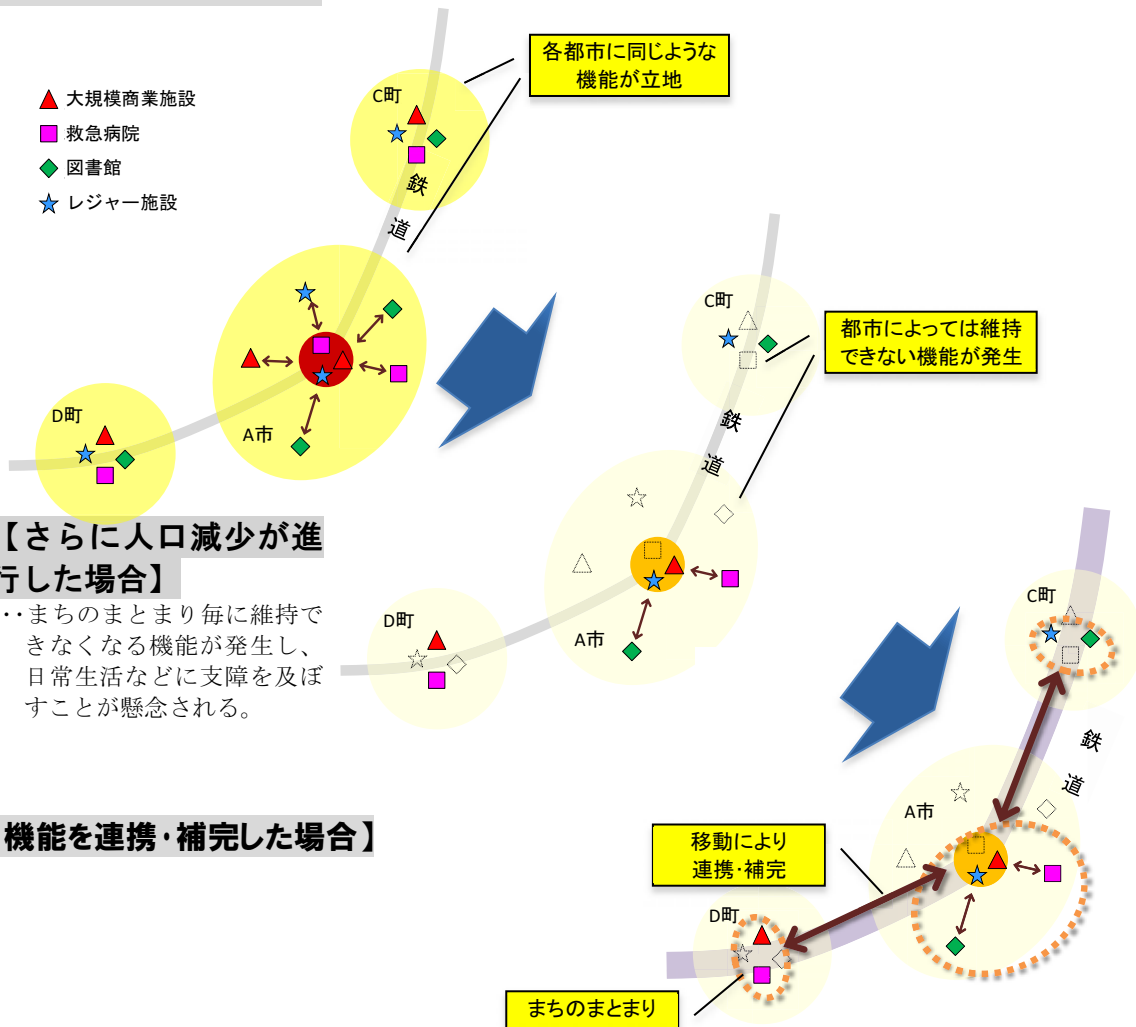 各都市に同じような
機能が立地
大規模商業施設
救急病院
図書館
レジャー施設
C町
鉄
道
A市
D町
C町
都市によっては維持
できない機能が発生
鉄
道
A市
D町
【さらに人口減少が進
行した場合】
‥まちのまとまり毎に維持で
きなくなる機能が発生し、
日常生活などに支障を及ぼ
すことが懸念される。
C町
鉄
道
A市
機能を連携・補完した場合】
移動により
連携・補完
D町
まちのまとまり